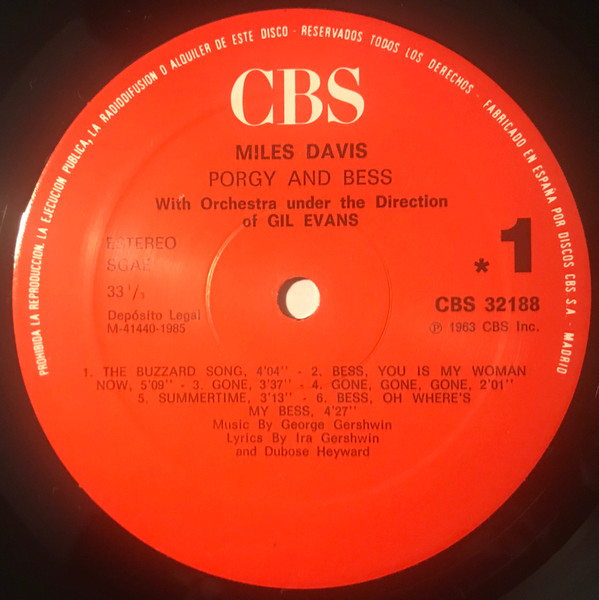 PROHIBIDA LA REPRODUCCION, LA EJECUCION PUBLICA, LA RADIODIFUSION O ALQUILER DE ESTE DISCO · RESERVADOS TODOS LOS DERECHOS · FABRICADO EN ESPAÑA POR DISCOS CBS S.A. - MADRID
CBS
MILES DAVIS
PORGY AND BESS
With Orchestra under the Direction
of GIL EVANS
ESTEREO
SGAE
33 1/3
Depósito Legal
M-41440-1985
* 1
CBS 32188
℗ 1963 CBS Inc.
1. THE BUZZARD SONG, 4'04'' - 2. BESS, YOU IS MY WOMAN
NOW, 5'09'' - 3. GONE, 3'37'' - 4. GONE, GONE, GONE, 2'01''
5. SUMMERTIME, 3'13'' - 6. BESS, OH WHERE'S
MY BESS, 4'27''
Music By George Gershwin
Lyrics By Ira Gershwin
and Dubose Heyward